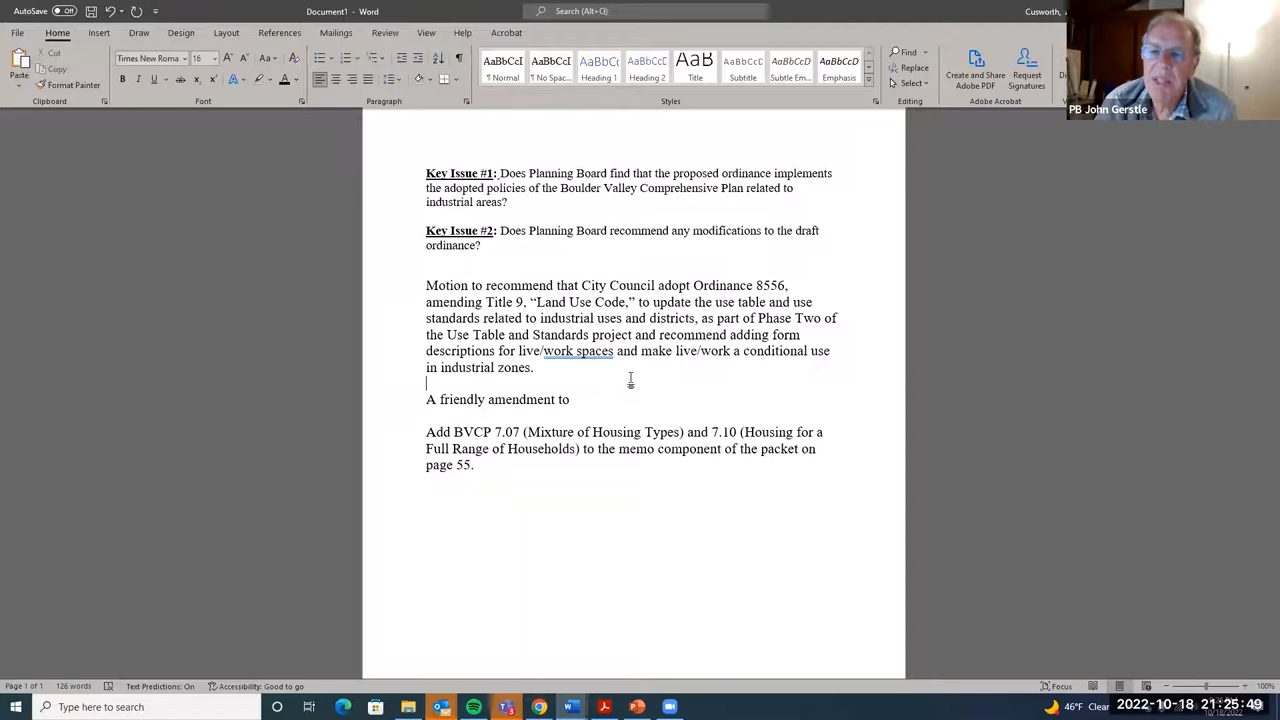 AutoSave Off Document1 - Word Search (Alt+Q) Cusworth,
File Home Insert Draw Design Layout References Mailings Review View Help Acrobat
Paste Cut Copy Format Painter
Times New Roma 16
¶ Normal ¶ No Spac... Heading 1 Heading 2 Title Subtitle Subtle Em... Emphasis
Find Replace Select
Create and Share Adobe PDF Request Signatures
Clipboard Font Paragraph Styles Editing Adobe Acrobat
PB John Gerstle
Key Issue #1: Does Planning Board find that the proposed ordinance implements
the adopted policies of the Boulder Valley Comprehensive Plan related to
industrial areas?
Key Issue #2: Does Planning Board recommend any modifications to the draft
ordinance?
Motion to recommend that City Council adopt Ordinance 8556,
amending Title 9, “Land Use Code,” to update the use table and use
standards related to industrial uses and districts, as part of Phase Two of
the Use Table and Standards project and recommend adding form
descriptions for live/work spaces and make live/work a conditional use
in industrial zones.
A friendly amendment to
Add BVCP 7.07 (Mixture of Housing Types) and 7.10 (Housing for a
Full Range of Households) to the memo component of the packet on
page 55.
Page 1 of 1 126 words Text Predictions: On Accessibility: Good to go Focus 100%
Type here to search 46°F Clear
2022-10-18 21:25:49
10/18/2022